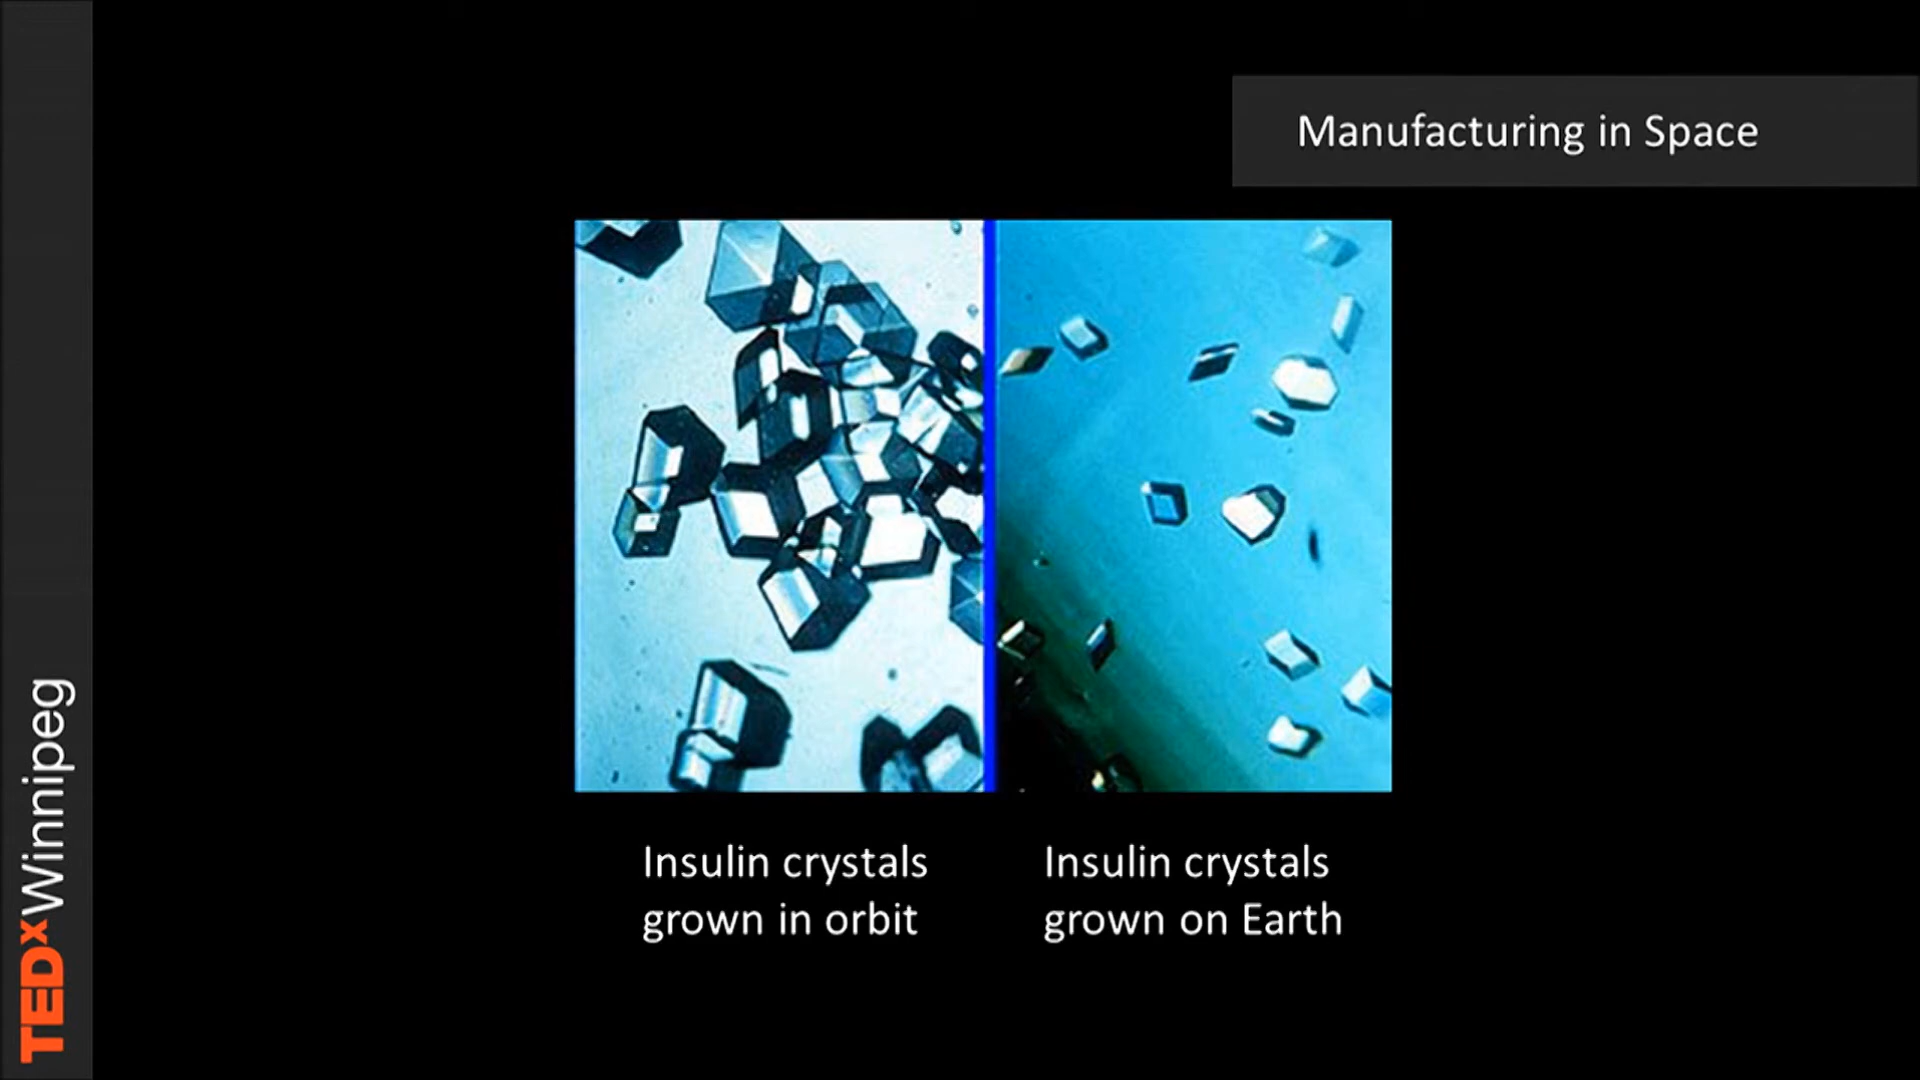 Manufacturing in Space
Insulin crystals
grown in orbit
Insulin crystals
grown on Earth
TEDxWinnipeg